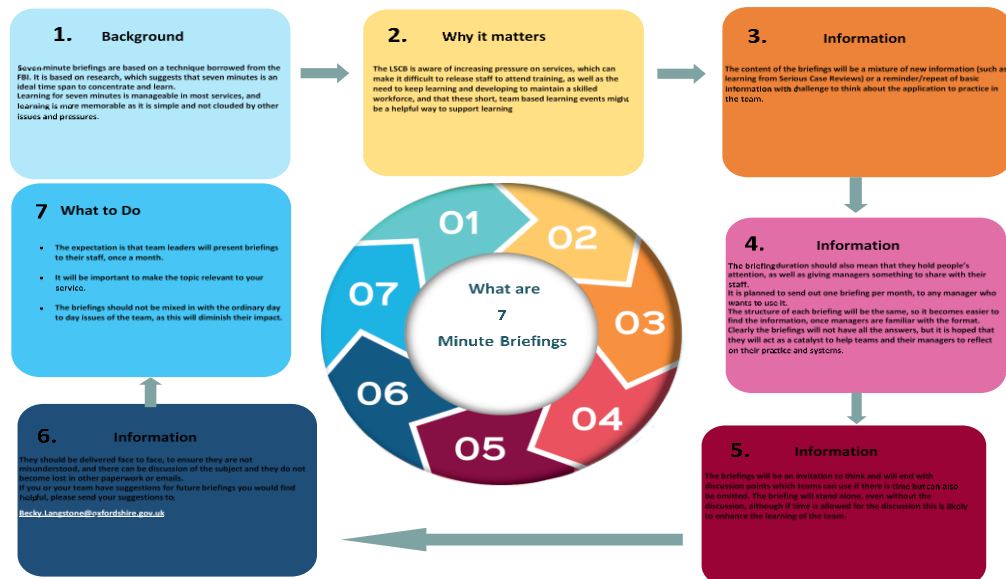 1. Background
Seven minute briefings are based on a technique borrowed from the
FBI. It is based on research, which suggests that seven minutes is an
ideal time span to concentrate and learn.
Learning for seven minutes is manageable in most services, and
learning is more memorable as it is simple and not clouded by other
issues and pressures.
2. Why it matters
The LSCB is aware of increasing pressure on services, which can
make it difficult to release staff to attend training, as well as the
need to keep learning and developing to maintain a skilled
workforce, and that these short, team based learning events might
be a helpful way to support learning
3. Information
The content of the briefings will be a mixture of new information (such as
learning from Serious Case Reviews) or a reminder/repeat of basic
information with challenge to think about the application to practice in
the team.
4. Information
The briefing duration should also mean that they hold people's
attention, as well as giving managers something to share with their
staff.
It is planned to send out one briefing per month, to any manager who
wants to use it.
The structure of each briefing will be the same, so it becomes easier to
find the information, once managers are familiar with the format.
Clearly the briefings will not have all the answers, but it is hoped that
they will act as a catalyst to help teams and their managers to reflect
on their practice and systems.
5. Information
The briefings will be an invitation to think and will end with
discussion points which teams can use if there is time but can also
be omitted. The briefing will stand alone, even without the
discussion, although if time is allowed for the discussion this is likely
to enhance the learning of the team.
6. Information
They should be delivered face to face, to ensure they are not
misunderstood, and there can be discussion of the subject and they do not
become lost in other paperwork or emails.
If you or your team have suggestions for future briefings you would find
helpful, please send your suggestions to:
Becky.Langstone@oxfordshire.gov.uk
7 What to Do
• The expectation is that team leaders will present briefings
to their staff, once a month.
• It will be important to make the topic relevant to your
service.
• The briefings should not be mixed in with the ordinary day
to day issues of the team, as this will diminish their impact.
01
02
03
04
05
06
07
What are
7
Minute Briefings